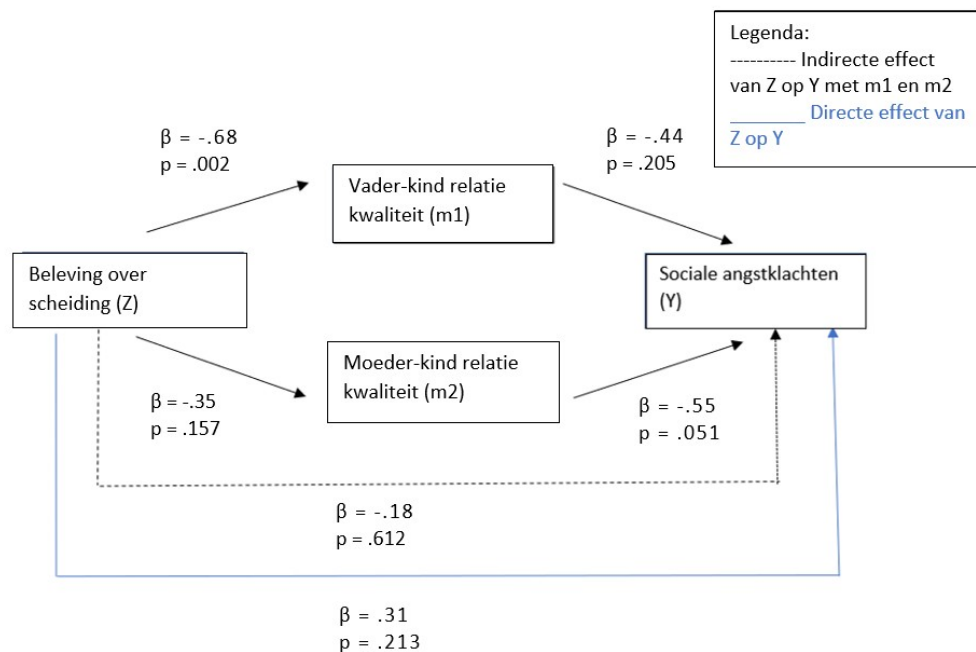 Legenda:
---------- Indirecte effect
van Z op Y met m1 en m2
_______ Directe effect van
Z op Y
β = -.68
p = .002
β = -.44
p = .205
Vader-kind relatie
kwaliteit (m1)
Beleving over
scheiding (Z)
Sociale angstklachten
(Y)
Moeder-kind relatie
kwaliteit (m2)
β = -.35
p = .157
β = -.55
p = .051
β = -.18
p = .612
β = .31
p = .213